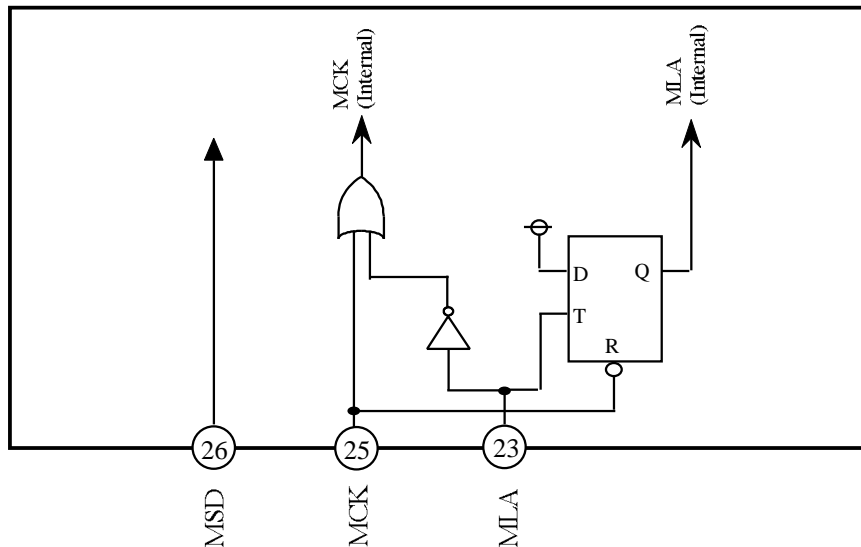 MCK
(Internal)
MLA
(Internal)
D
Q
T
R
26
25
23
MSD
MCK
MLA